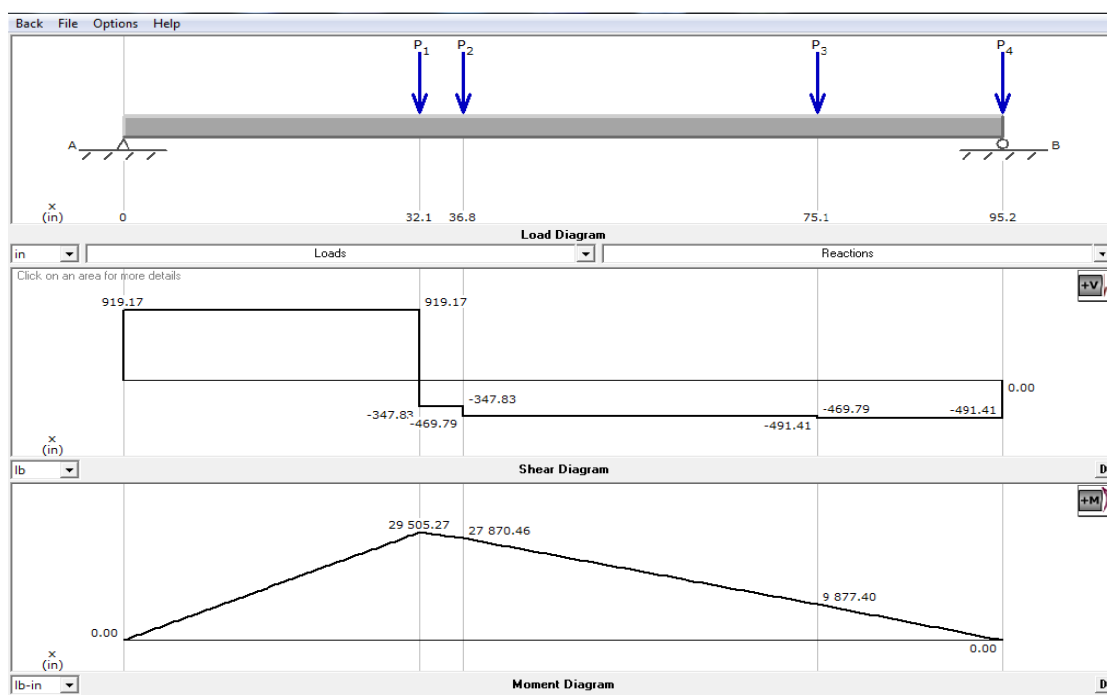 Back File Options Help
P1 P2 P3 P4
A B
x
(in) 0 32.1 36.8 75.1 95.2
Load Diagram
in Loads Reactions
Click on an area for more details
+V
919.17 919.17
0.00
-347.83
-347.83 -469.79
-469.79 -491.41 -491.41
x
(in)
lb Shear Diagram D
+M
29 505.27 27 870.46
9 877.40
0.00
0.00
x
(in)
lb-in Moment Diagram D